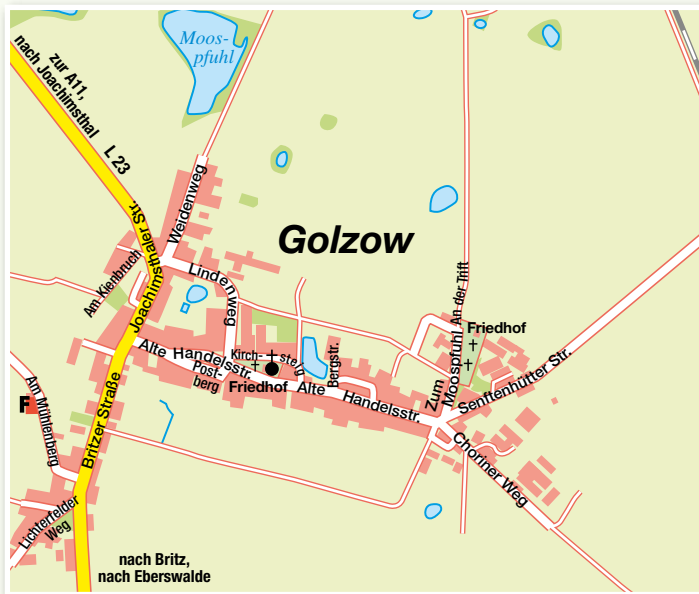 Moos-
pfuhl
zur A11,
nach Joachimsthal
L 23
Weidenweg
Joachimsthaler Str.
Am Kienbruch
Golzow
Lindenweg
An der Trift
Friedhof
Alte Handelsstr.
Kirch-
steig
Bergstr.
Post-
berg
Friedhof
Alte
Handelsstr.
Zum
Moospfuhl
Senftenhütter Str.
F
Am Mühlenberg
Britzer Straße
Choriner Weg
Lichterfelder
Weg
nach Britz,
nach Eberswalde